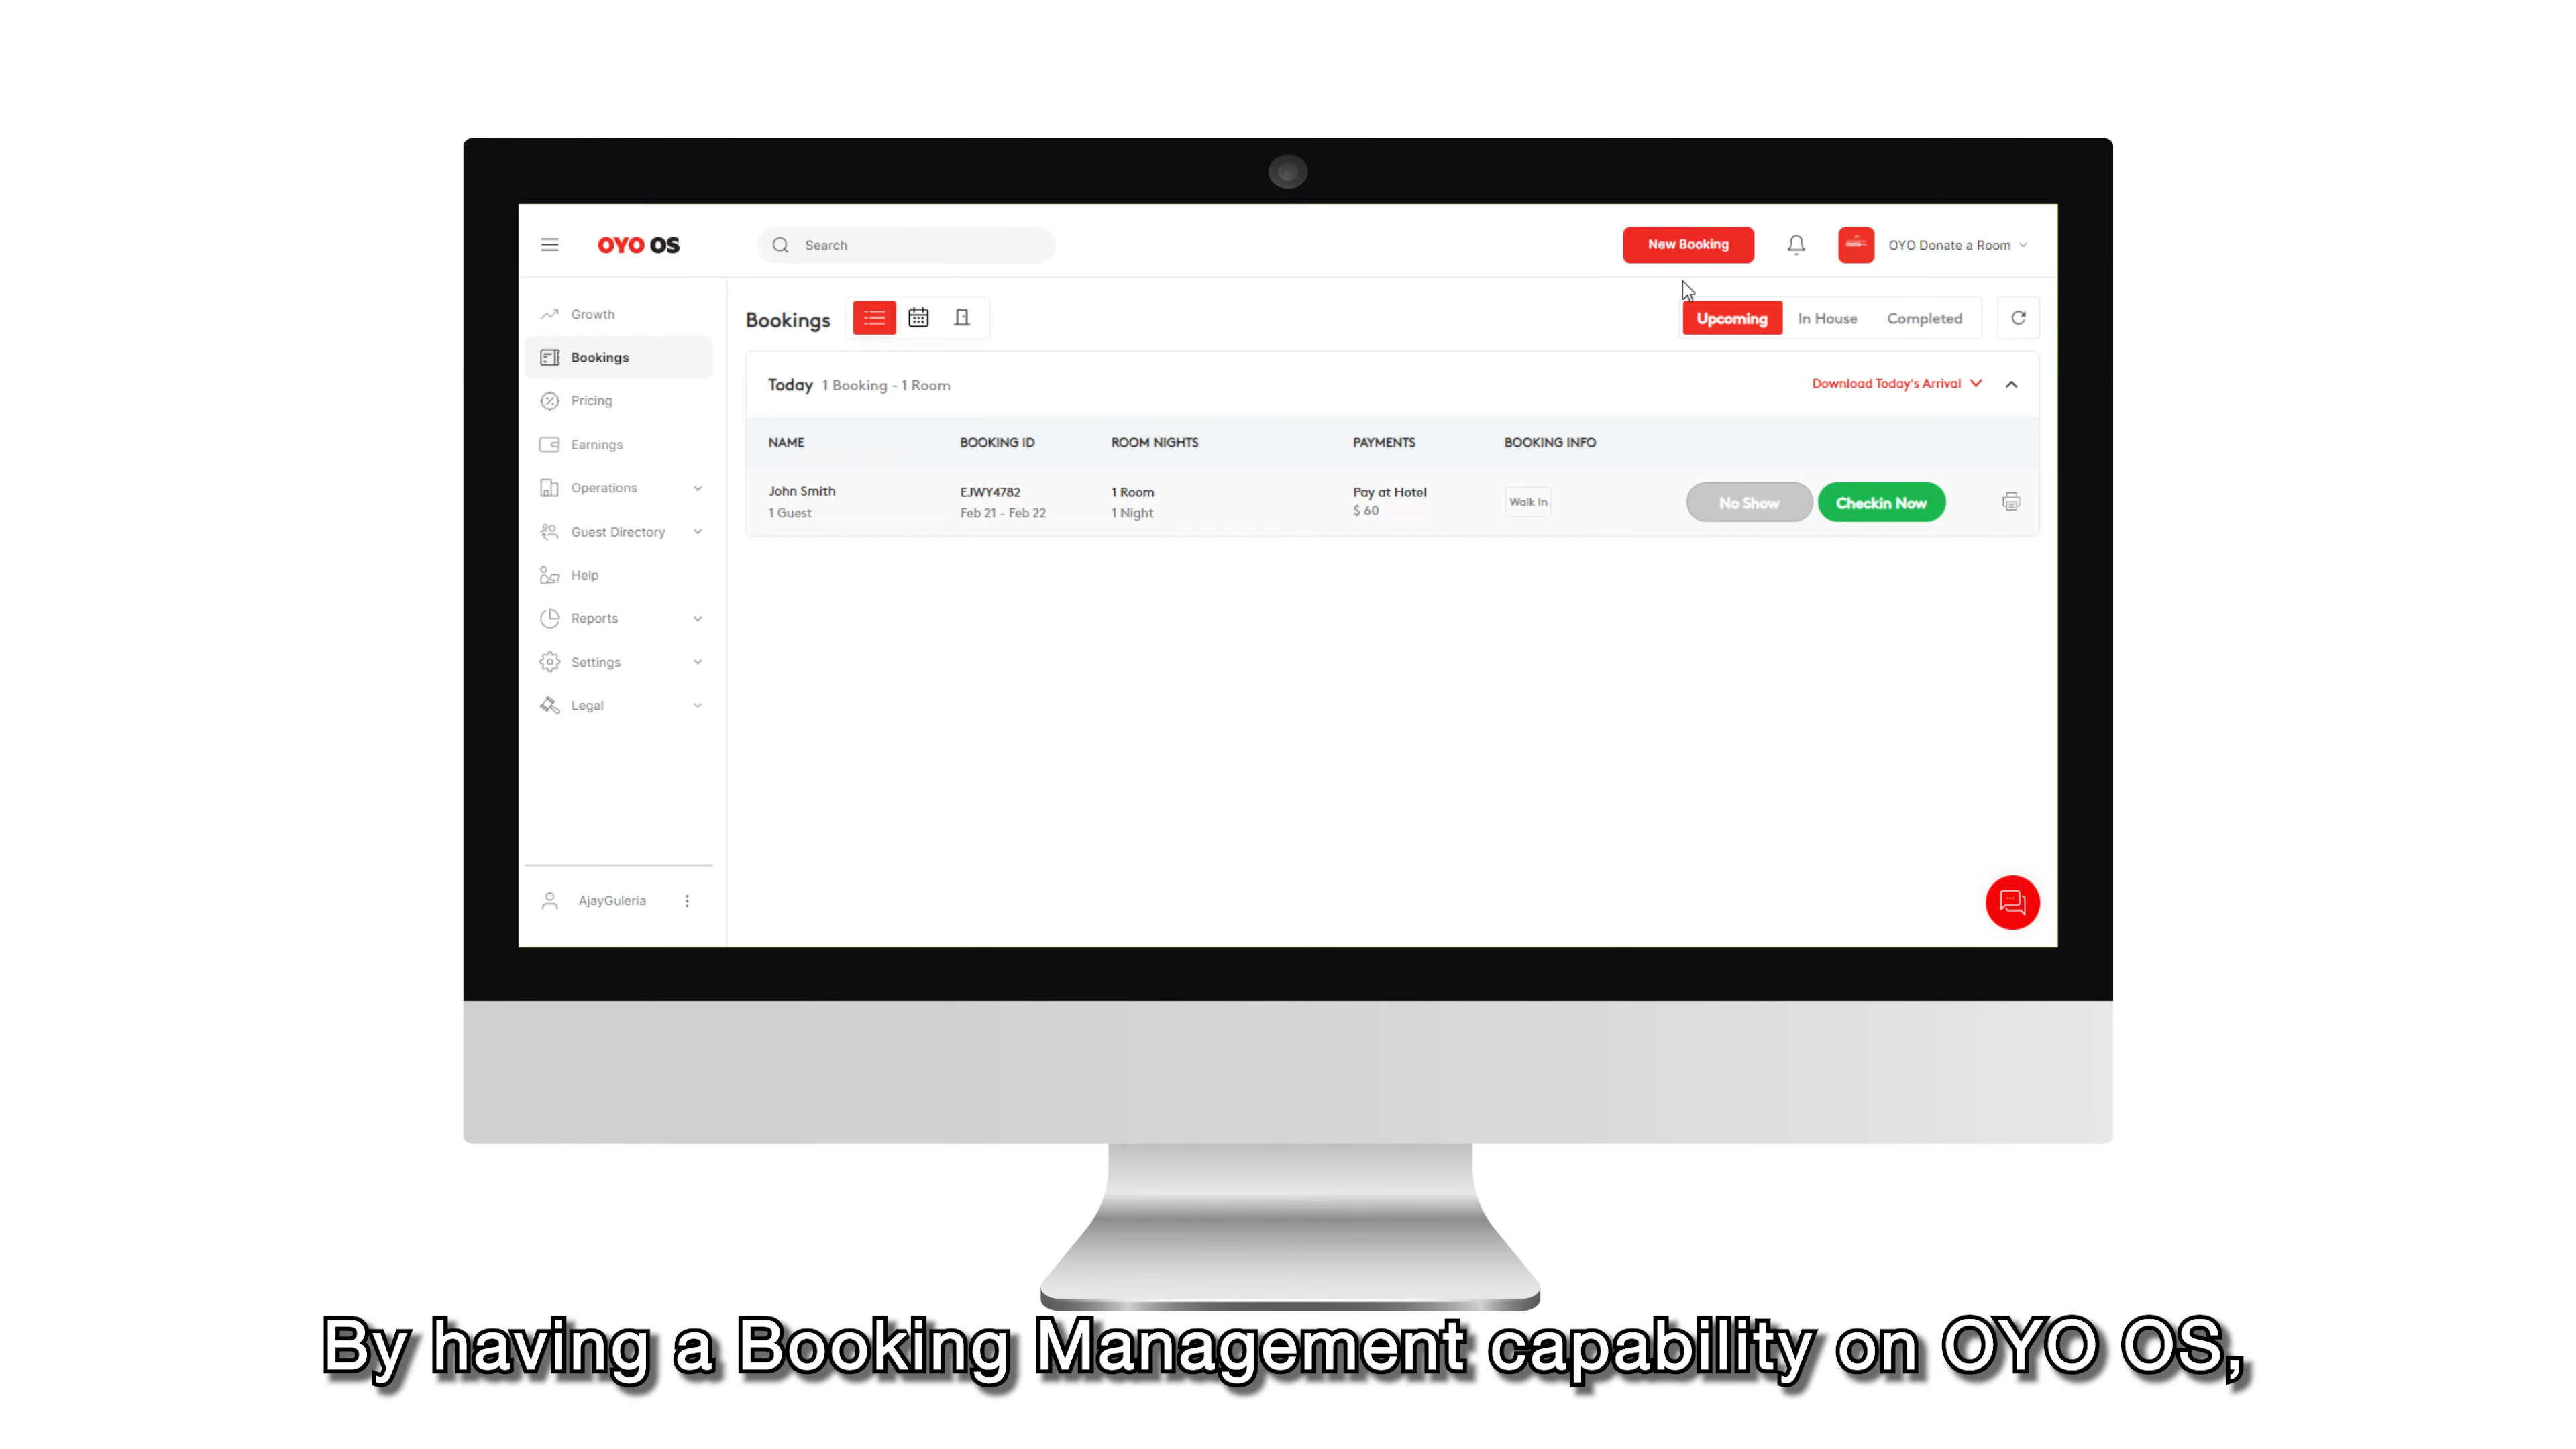 OYO OS
Search
New Booking
OYO Donate a Room
Growth
Bookings
Pricing
Earnings
Operations
Guest Directory
Help
Reports
Settings
Legal
AjayGuleria
Bookings
Upcoming In House Completed
Today 1 Booking - 1 Room
Download Today's Arrival
NAME BOOKING ID ROOM NIGHTS PAYMENTS BOOKING INFO
John Smith EJWY4782 1 Room Pay at Hotel Walk In No Show Checkin Now
1 Guest Feb 21 - Feb 22 1 Night $ 60
By having a Booking Management capability on OYO OS,